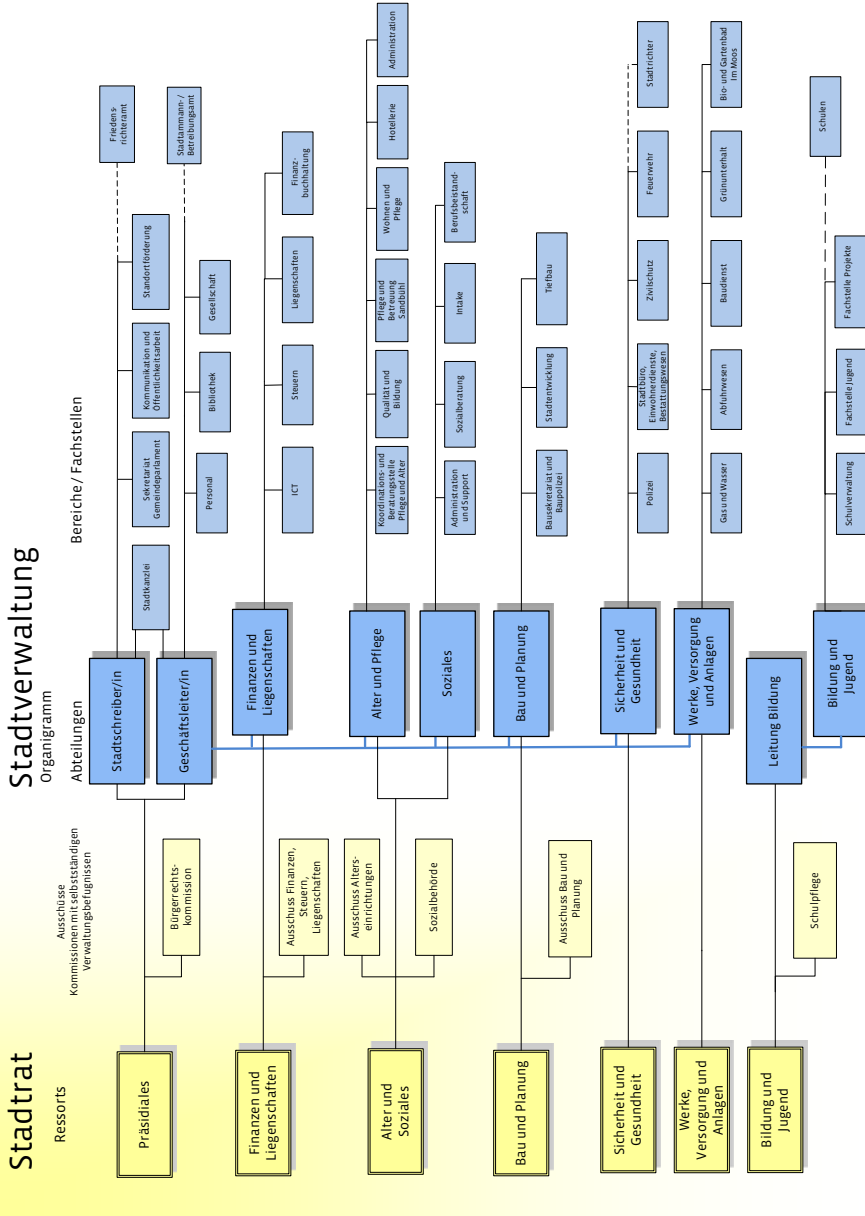 Stadtrat
Stadtverwaltung
Organigramm
Ressorts
Ausschüsse
Kommissionen mit selbstständigen
Verwaltungsbefugnissen
Abteilungen
Bereiche / Fachstellen
Präsidiales
Bürgerrechts-
kommission
Stadtschreiber/in
Geschäftsleiter/in
Stadtkanzlei
Sekretariat
Gemeindeparlament
Kommunikation und
Öffentlichkeitsarbeit
Standortförderung
Friedens-
richteramt
Personal
Bibliothek
Gesellschaft
Stadtammann-/
Betreibungsamt
Finanzen und
Liegenschaften
Ausschuss Finanzen,
Steuern,
Liegenschaften
Finanzen und
Liegenschaften
ICT
Steuern
Liegenschaften
Finanz-
buchhaltung
Alter und
Soziales
Ausschuss Alters-
einrichtungen
Sozialbehörde
Alter und Pflege
Koordinations- und
Beratungsstelle
Pflege und Alter
Qualität und
Bildung
Pflege und
Betreuung
Sandbühl
Wohnen und
Pflege
Hotellerie
Administration
Soziales
Administration
und Support
Sozialberatung
Intake
Berufsbeistand-
schaft
Bau und Planung
Ausschuss Bau und
Planung
Bau und Planung
Bausekretariat und
Baupolizei
Stadtentwicklung
Tiefbau
Sicherheit und
Gesundheit
Sicherheit und
Gesundheit
Polizei
Stadtbüro,
Einwohnerdienste,
Bestattungswesen
Zivilschutz
Feuerwehr
Stadtrichter
Werke,
Versorgung und
Anlagen
Werke, Versorgung
und Anlagen
Gas und Wasser
Abfuhrwesen
Baudienst
Grünunterhalt
Bio- und Gartenbad
Im Moos
Bildung und
Jugend
Schulpflege
Leitung Bildung
Bildung und
Jugend
Schulverwaltung
Fachstelle Jugend
Fachstelle Projekte
Schulen